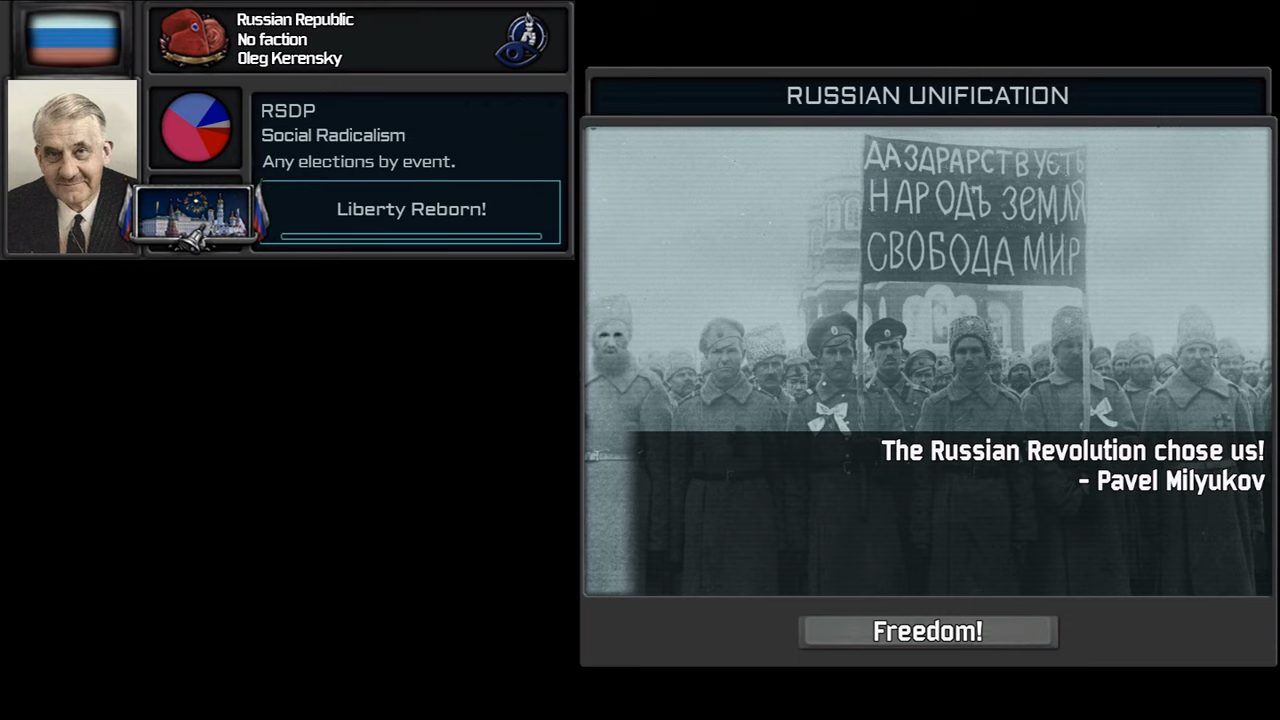 Russian Republic
No faction
Oleg Kerensky
RSDP
Social Radicalism
Any elections by event.
Liberty Reborn!
RUSSIAN UNIFICATION
ДА ЗДРАРСТВУЄТЬ
НАРОДЪ ЗЕМЛЯ
СВОБОДА МИР
The Russian Revolution chose us!
- Pavel Milyukov
Freedom!